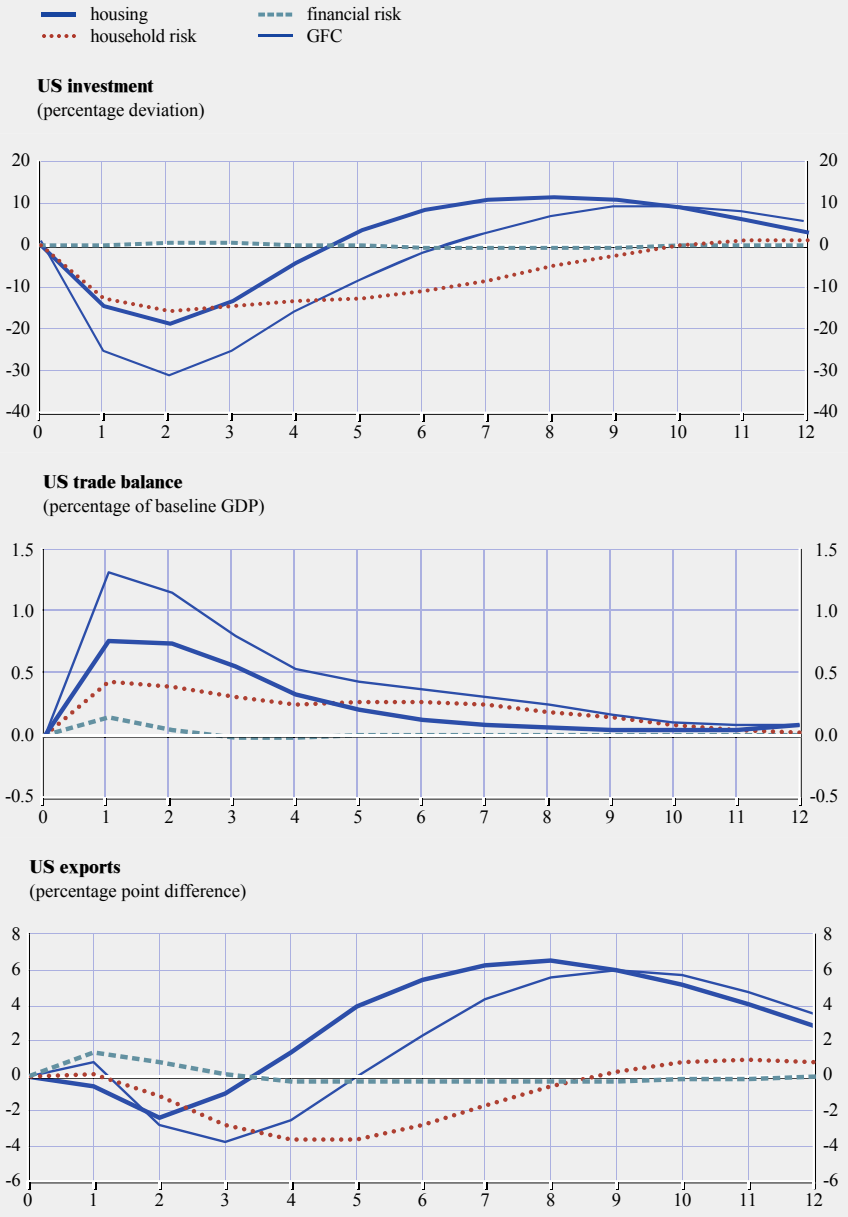 housing financial risk
household risk GFC
US investment
(percentage deviation)
20 20
10 10
0 0
-10 -10
-20 -20
-30 -30
-40 -40
0 1 2 3 4 5 6 7 8 9 10 11 12
US trade balance
(percentage of baseline GDP)
1.5 1.5
1.0 1.0
0.5 0.5
0.0 0.0
-0.5 -0.5
0 1 2 3 4 5 6 7 8 9 10 11 12
US exports
(percentage point difference)
8 8
6 6
4 4
2 2
0 0
-2 -2
-4 -4
-6 -6
0 1 2 3 4 5 6 7 8 9 10 11 12